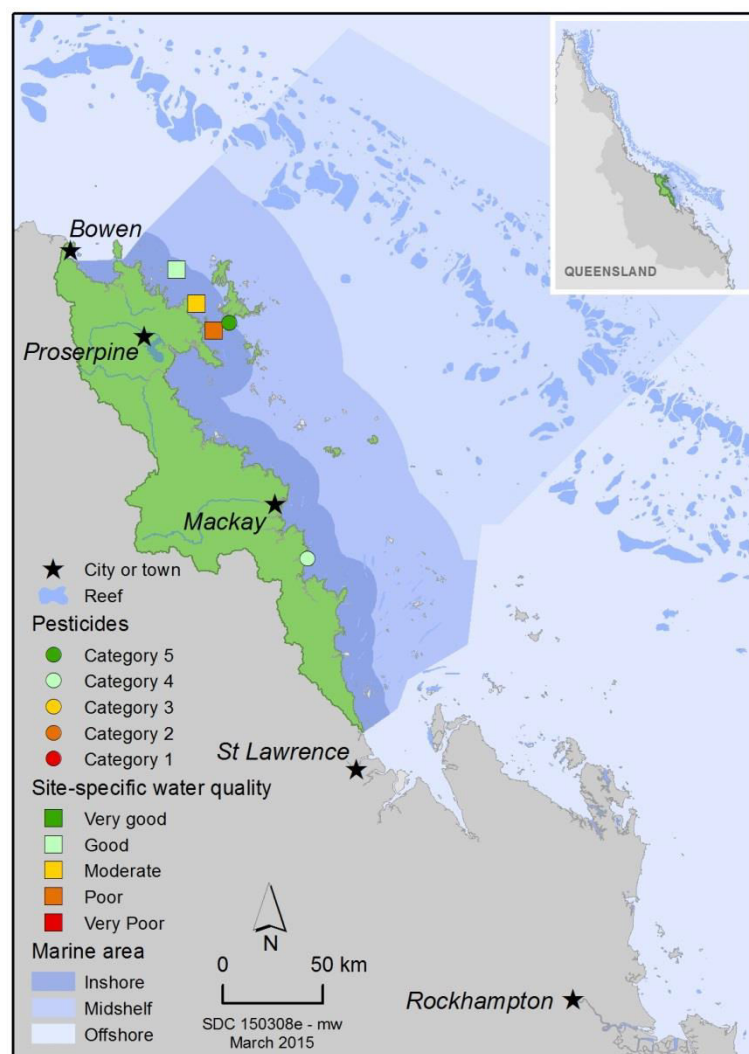 QUEENSLAND
Bowen
Proserpine
Mackay
St Lawrence
Rockhampton
City or town
Reef
Pesticides
Category 5
Category 4
Category 3
Category 2
Category 1
Site-specific water quality
Very good
Good
Moderate
Poor
Very Poor
Marine area
Inshore
Midshelf
Offshore
N
0 50 km
SDC 150308e - mw
March 2015